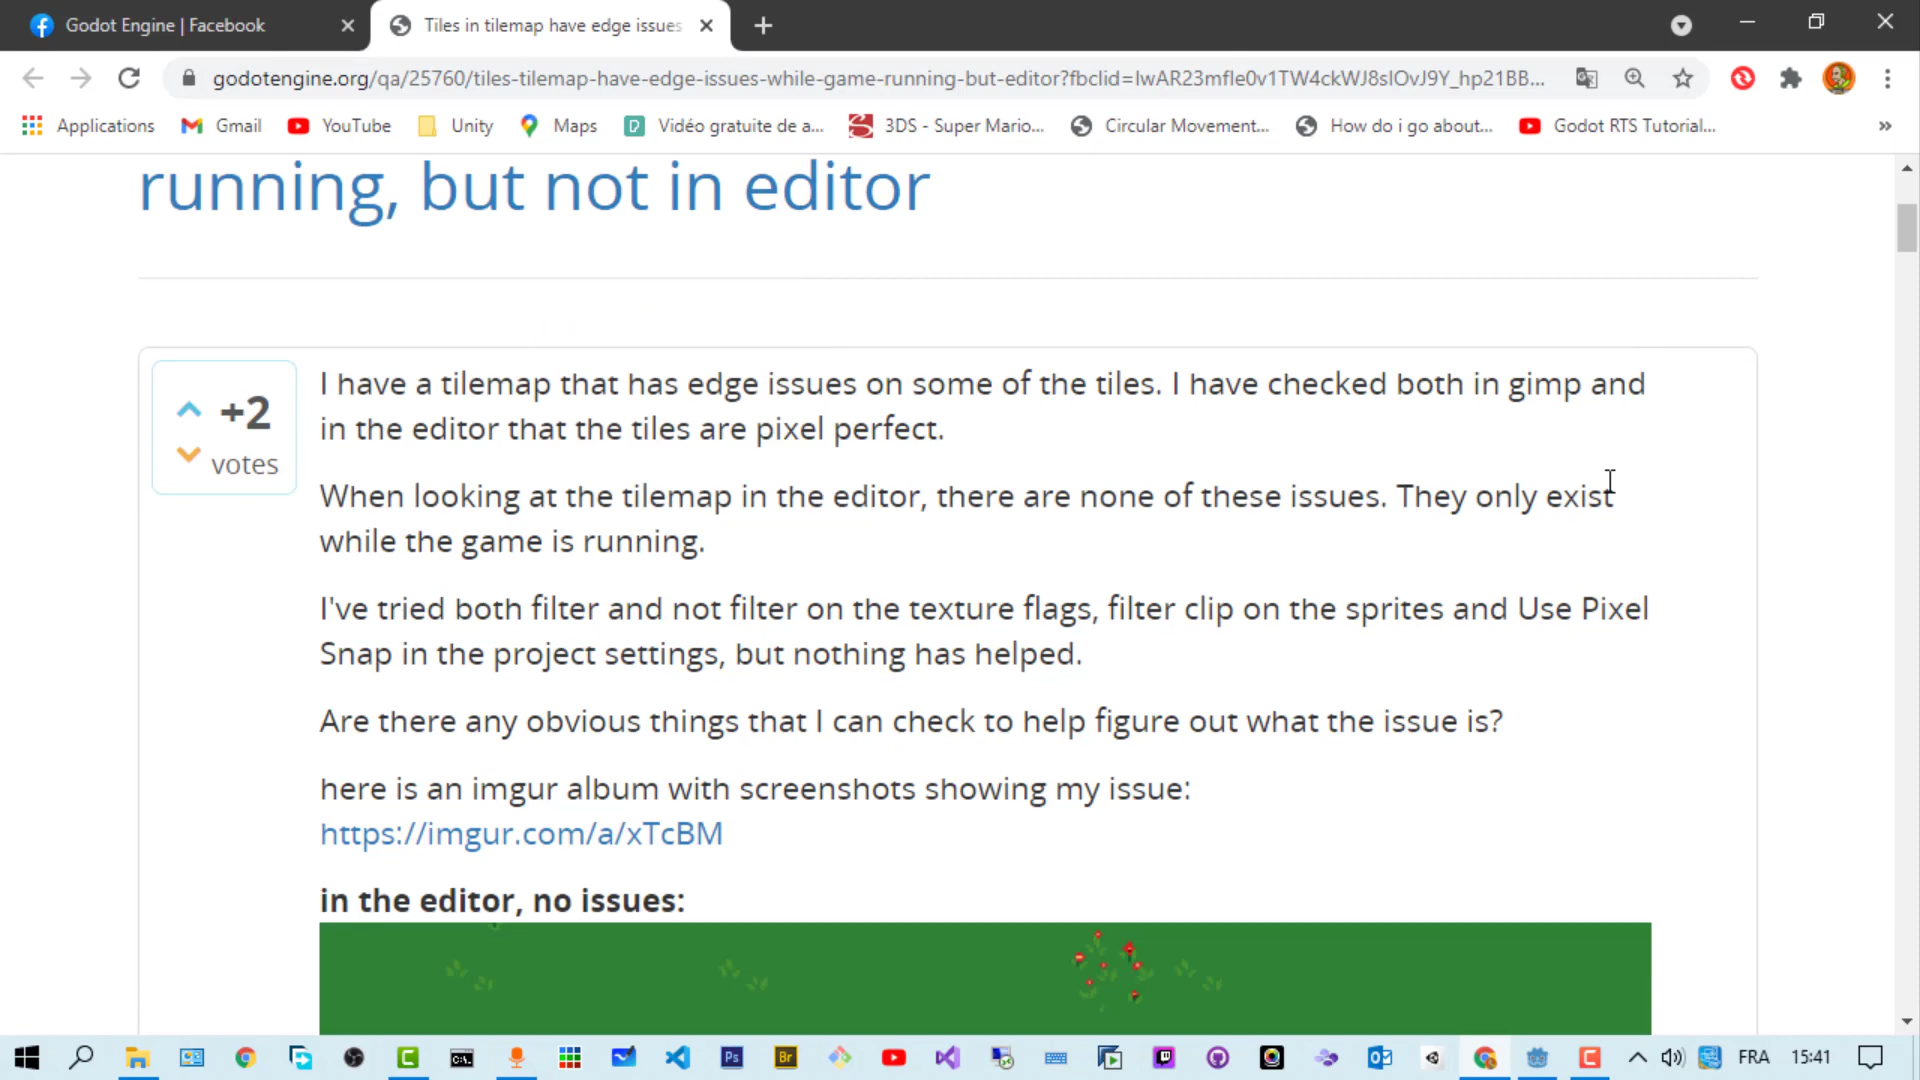 Godot Engine | Facebook
Tiles in tilemap have edge issues
godotengine.org/qa/25760/tiles-tilemap-have-edge-issues-while-game-running-but-editor?fbclid=IwAR23mfle0v1TW4ckWJ8slOvJ9Y_hp21BB...
Applications Gmail YouTube Unity Maps Vidéo gratuite de a... 3DS - Super Mario... Circular Movement... How do i go about... Godot RTS Tutorial... »
running, but not in editor
+2
votes
I have a tilemap that has edge issues on some of the tiles. I have checked both in gimp and
in the editor that the tiles are pixel perfect.
When looking at the tilemap in the editor, there are none of these issues. They only exist
while the game is running.
I've tried both filter and not filter on the texture flags, filter clip on the sprites and Use Pixel
Snap in the project settings, but nothing has helped.
Are there any obvious things that I can check to help figure out what the issue is?
here is an imgur album with screenshots showing my issue:
https://imgur.com/a/xTcBM
in the editor, no issues:
Ps Br FRA 15:41